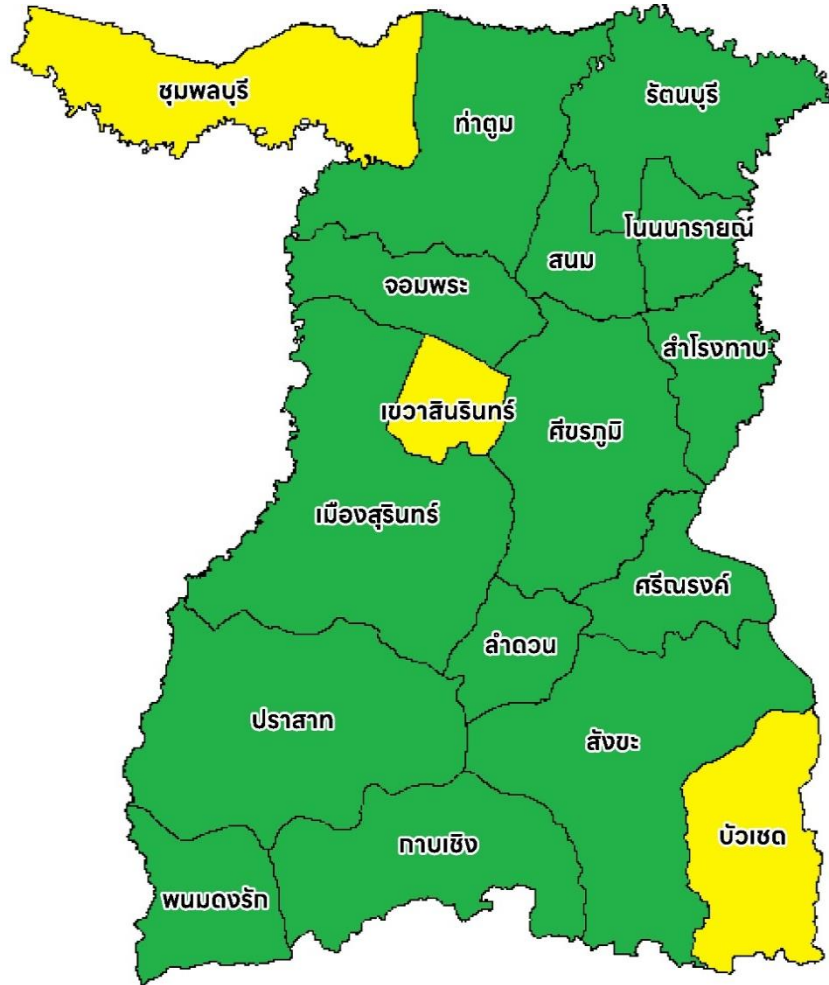 ชุมพลบุรี
รัตนบุรี
ท่าตูม
โนนนารายณ์
สนม
จอมพระ
สำโรงทาบ
เขวาสินรินทร์
ศีขรภูมิ
เมืองสุรินทร์
ศรีณรงค์
ลำดวน
ปราสาท
สังขะ
บัวเชด
กาบเชิง
พนมดงรัก